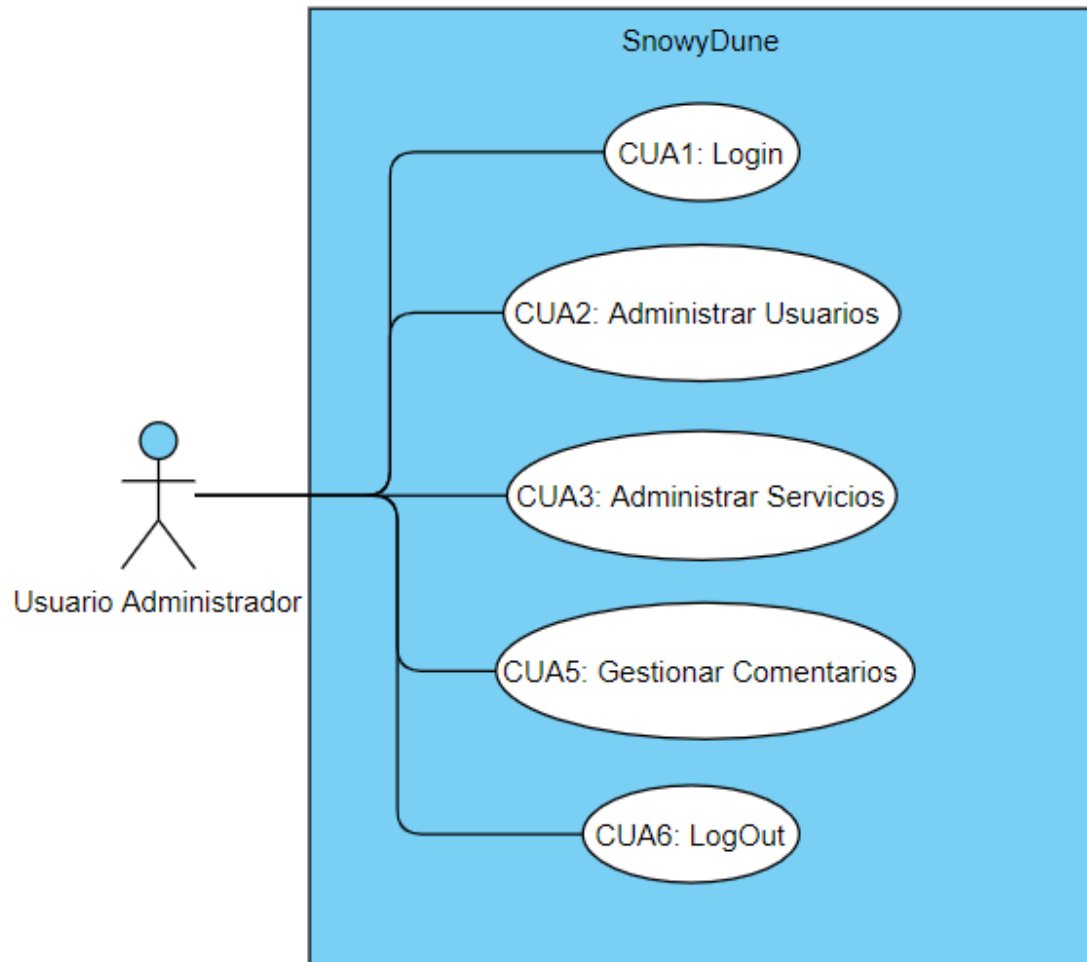 SnowyDune
CUA1: Login
CUA2: Administrar Usuarios
CUA3: Administrar Servicios
Usuario Administrador
CUA5: Gestionar Comentarios
CUA6: LogOut